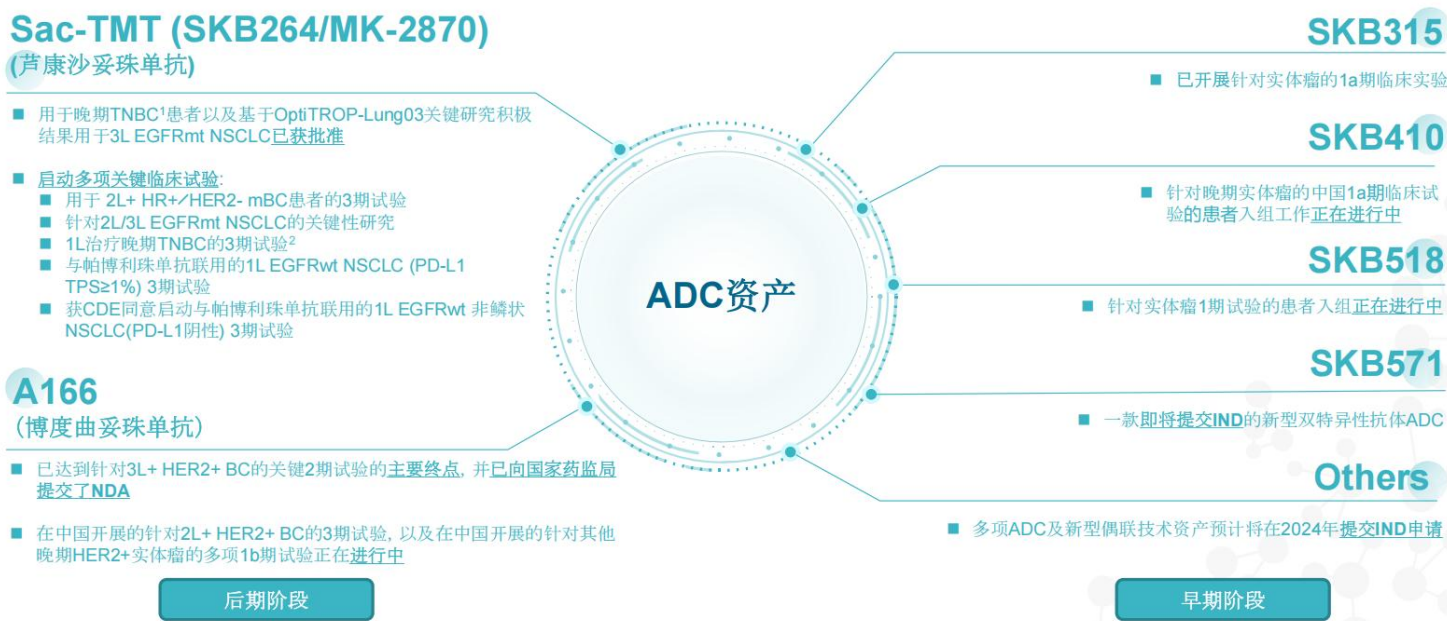 Sac-TMT (SKB264/MK-2870)
(芦康沙妥珠单抗)
■ 用于晚期TNBC¹患者以及基于OptiTROP-Lung03关键研究积极
结果用于3L EGFRmt NSCLC已获批准
■ 启动多项关键临床试验:
■ 用于 2L+ HR+/HER2- mBC患者的3期试验
■ 针对2L/3L EGFRmt NSCLC的关键性研究
■ 1L治疗晚期TNBC的3期试验²
■ 与帕博利珠单抗联用的1L EGFRwt NSCLC (PD-L1
TPS≥1%) 3期试验
■ 获CDE同意启动与帕博利珠单抗联用的1L EGFRwt 非鳞状
NSCLC(PD-L1阴性) 3期试验
A166
(博度曲妥珠单抗)
■ 已达到针对3L+ HER2+ BC的关键2期试验的主要终点, 并已向国家药监局
提交了NDA
■ 在中国开展的针对2L+ HER2+ BC的3期试验, 以及在中国开展的针对其他
晚期HER2+实体瘤的多项1b期试验正在进行中
后期阶段
ADC资产
SKB315
■ 已开展针对实体瘤的1a期临床实验
SKB410
■ 针对晚期实体瘤的中国1a期临床试
验的患者入组工作正在进行中
SKB518
■ 针对实体瘤1期试验的患者入组正在进行中
SKB571
■ 一款即将提交IND的新型双特异性抗体ADC
Others
■ 多项ADC及新型偶联技术资产预计将在2024年提交IND申请
早期阶段